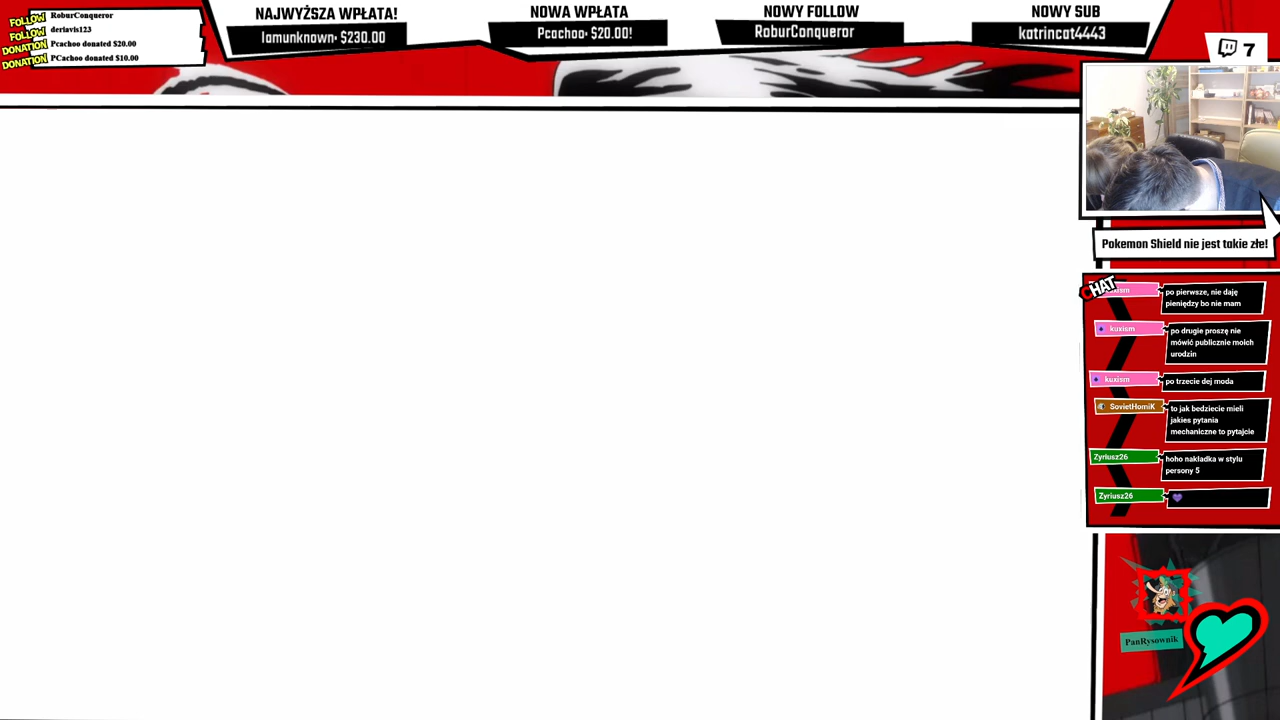 FOLLOW RoburConqueror
FOLLOW deriavis123
DONATION Pcachoo donated $20.00
DONATION PCachoo donated $10.00
NAJWYŻSZA WPŁATA!
Iamunknown: $230.00
NOWA WPŁATA
Pcachoo: $20.00!
NOWY FOLLOW
RoburConqueror
NOWY SUB
katrincat4443
7
Pokemon Shield nie jest takie złe!
CHAT
po pierwsze, nie daję
pieniędzy bo nie mam
kuxism
po drugie proszę nie
mówić publicznie moich
urodzin
kuxism
po trzecie dej moda
SovietHomiK
to jak bedziecie mieli
jakies pytania
mechaniczne to pytajcie
Zyriusz26
hoho nakładka w stylu
persony 5
Zyriusz26
PanRysownik